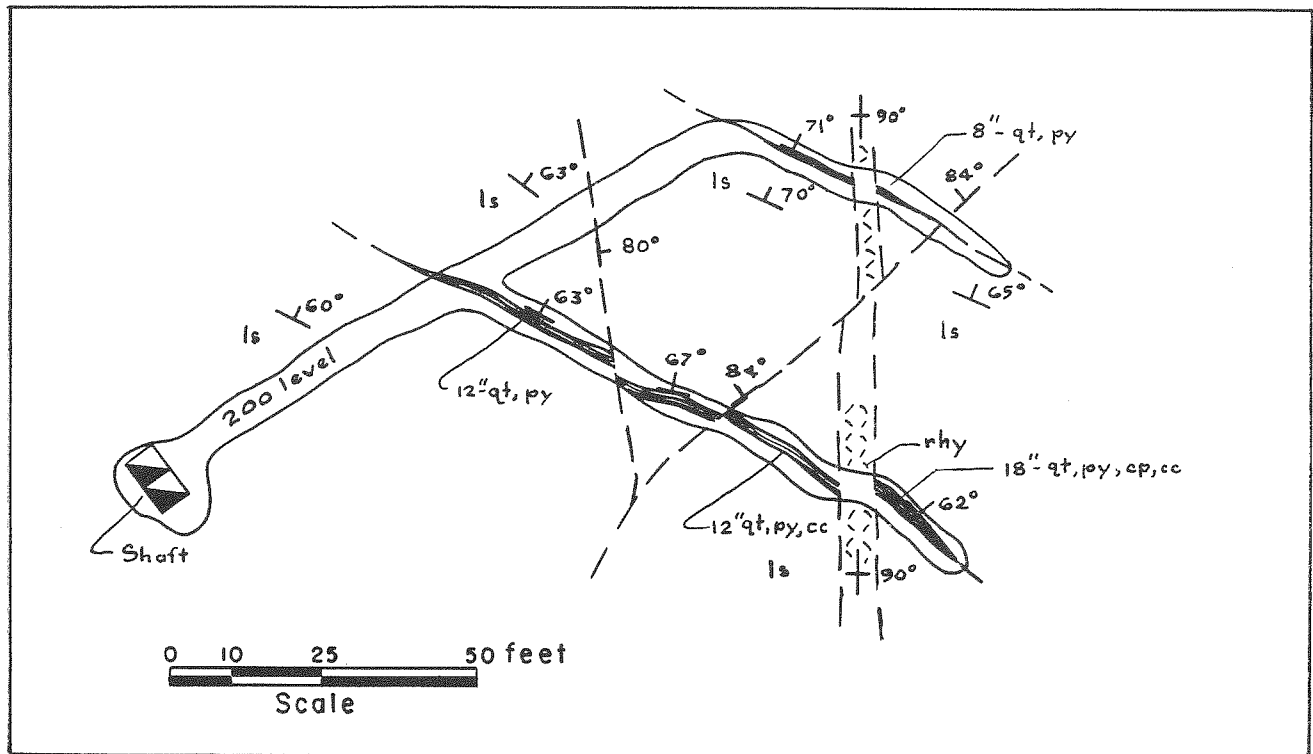 90°
71°
8"-qt, py
63°
84°
ls
ls
70°
80°
60°
63°
65°
ls
ls
67°
200 level
84°
12"-qt, py
rhy
18"-qt, py, cp, cc
62°
12"qt, py, cc
Shaft
ls
90°
0 10 25 50 feet
Scale